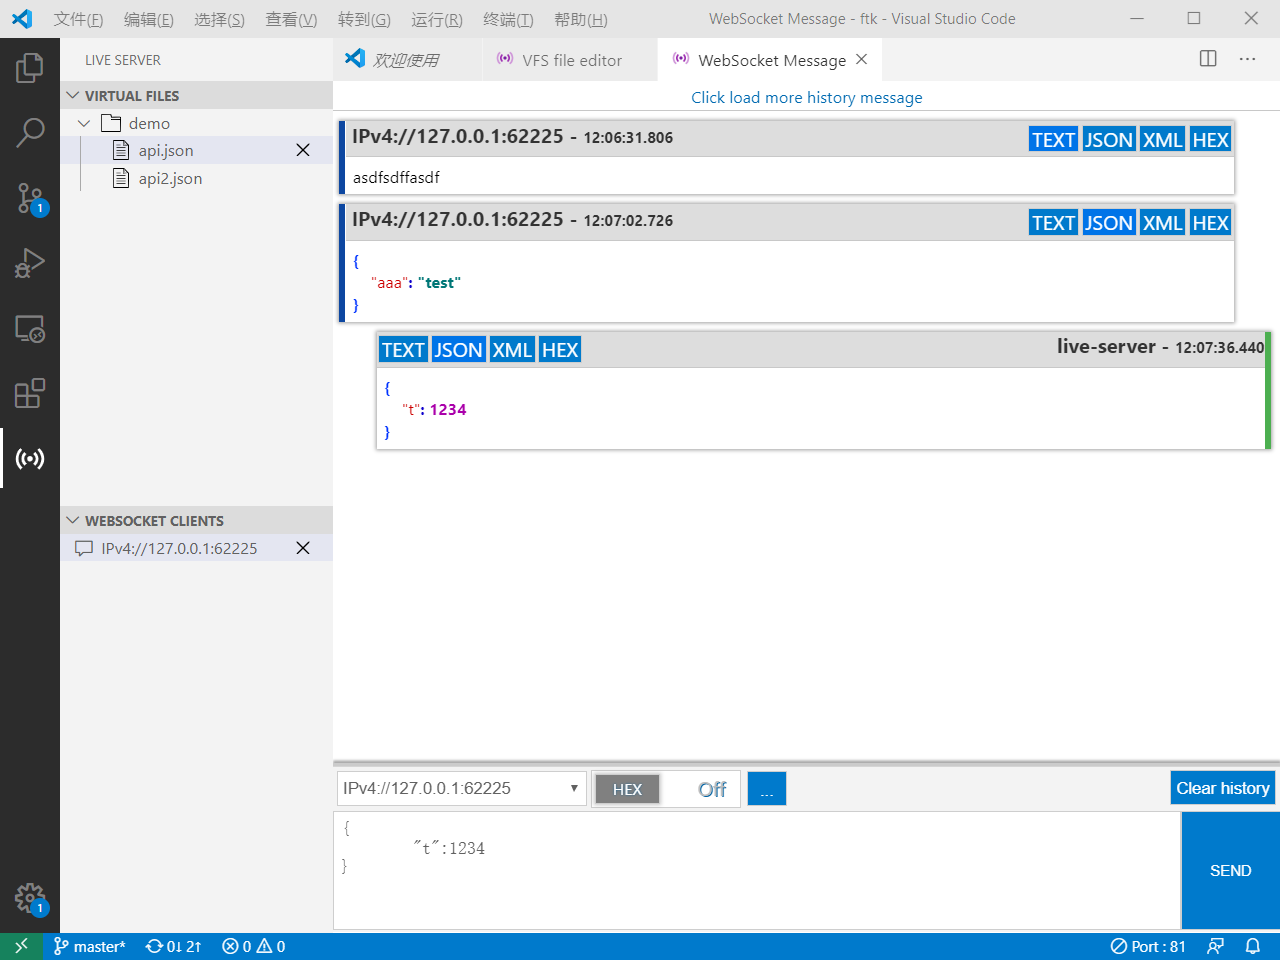 文件(F) 编辑(E) 选择(S) 查看(V) 转到(G) 运行(R) 终端(T) 帮助(H) WebSocket Message - ftk - Visual Studio Code
LIVE SERVER
欢迎使用 VFS file editor WebSocket Message
VIRTUAL FILES
demo
api.json
api2.json
1
WEBSOCKET CLIENTS
IPv4://127.0.0.1:62225
Click load more history message
IPv4://127.0.0.1:62225 - 12:06:31.806 TEXT JSON XML HEX
asdfsdffasdf
IPv4://127.0.0.1:62225 - 12:07:02.726 TEXT JSON XML HEX
{
"aaa": "test"
}
TEXT JSON XML HEX live-server - 12:07:36.440
{
"t": 1234
}
IPv4://127.0.0.1:62225 HEX Off ... Clear history
{
"t":1234
}
SEND
1
master* 0↓ 2↑ 0 0 Port : 81